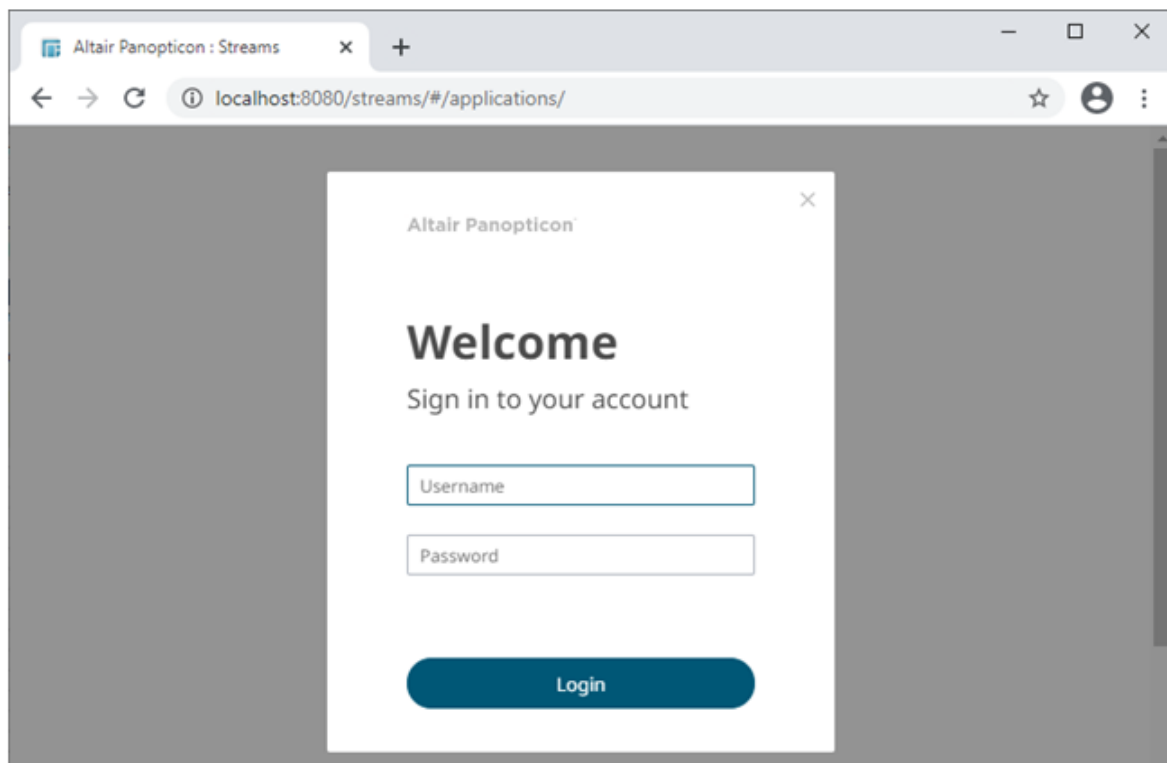 Altair Panopticon : Streams
localhost:8080/streams/#/applications/
Altair Panopticon
Welcome
Sign in to your account
Username
Password
Login